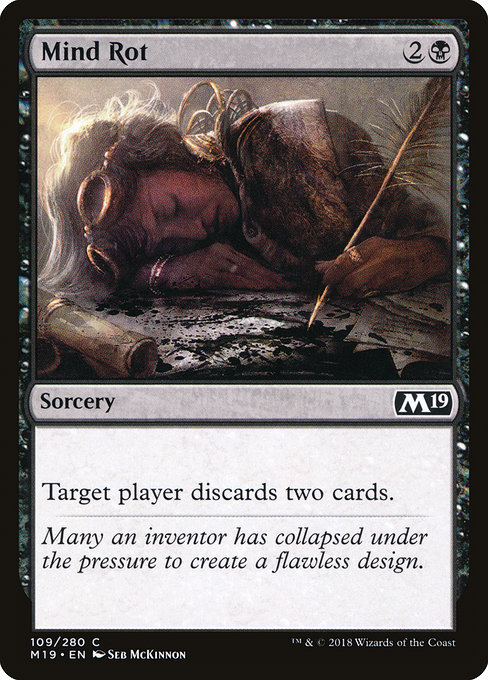 Mind Rot 2
Sorcery M19
Target player discards two cards.
Many an inventor has collapsed under
the pressure to create a flawless design.
109/280 C ™ & © 2018 Wizards of the Coast
M19 • EN Seb McKinnon